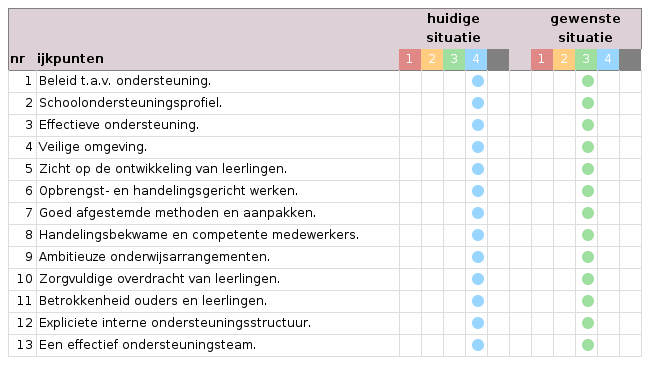 huidige situatie gewenste situatie
nr ijkpunten 1 2 3 4 1 2 3 4
1 Beleid t.a.v. ondersteuning.
2 Schoolondersteuningsprofiel.
3 Effectieve ondersteuning.
4 Veilige omgeving.
5 Zicht op de ontwikkeling van leerlingen.
6 Opbrengst- en handelingsgericht werken.
7 Goed afgestemde methoden en aanpakken.
8 Handelingsbekwame en competente medewerkers.
9 Ambitieuze onderwijsarrangementen.
10 Zorgvuldige overdracht van leerlingen.
11 Betrokkenheid ouders en leerlingen.
12 Expliciete interne ondersteuningsstructuur.
13 Een effectief ondersteuningsteam.